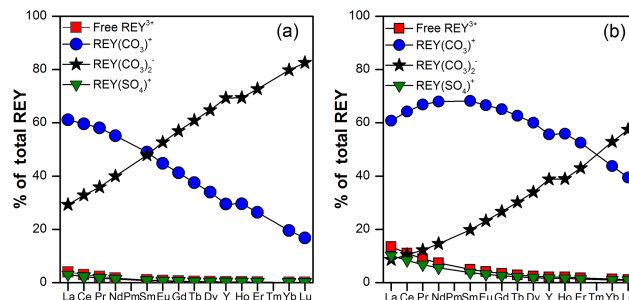 Free REY³⁺
REY(CO₃)⁺
REY(CO₃)₂⁻
REY(SO₄)⁺
(a)
100
80
60
40
20
0
% of total REY
La Ce Pr Nd Pm Sm Eu Gd Tb Dy Y Ho Er Tm Yb Lu
Free REY³⁺
REY(CO₃)⁺
REY(CO₃)₂⁻
REY(SO₄)⁺
(b)
100
80
60
40
20
0
% of total REY
La Ce Pr Nd Pm Sm Eu Gd Tb Dy Y Ho Er Tm Yb